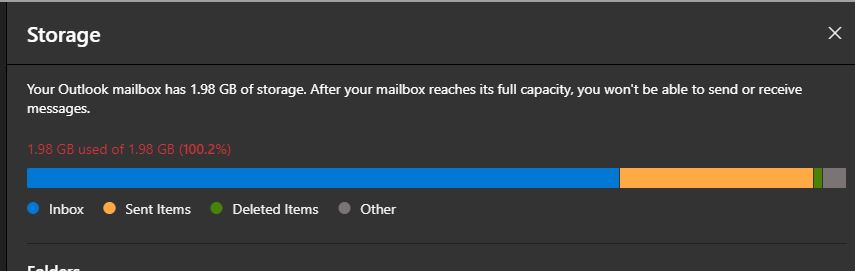 Storage
Your Outlook mailbox has 1.98 GB of storage. After your mailbox reaches its full capacity, you won't be able to send or receive
messages.
1.98 GB used of 1.98 GB (100.2%)
Inbox Sent Items Deleted Items Other
Folders